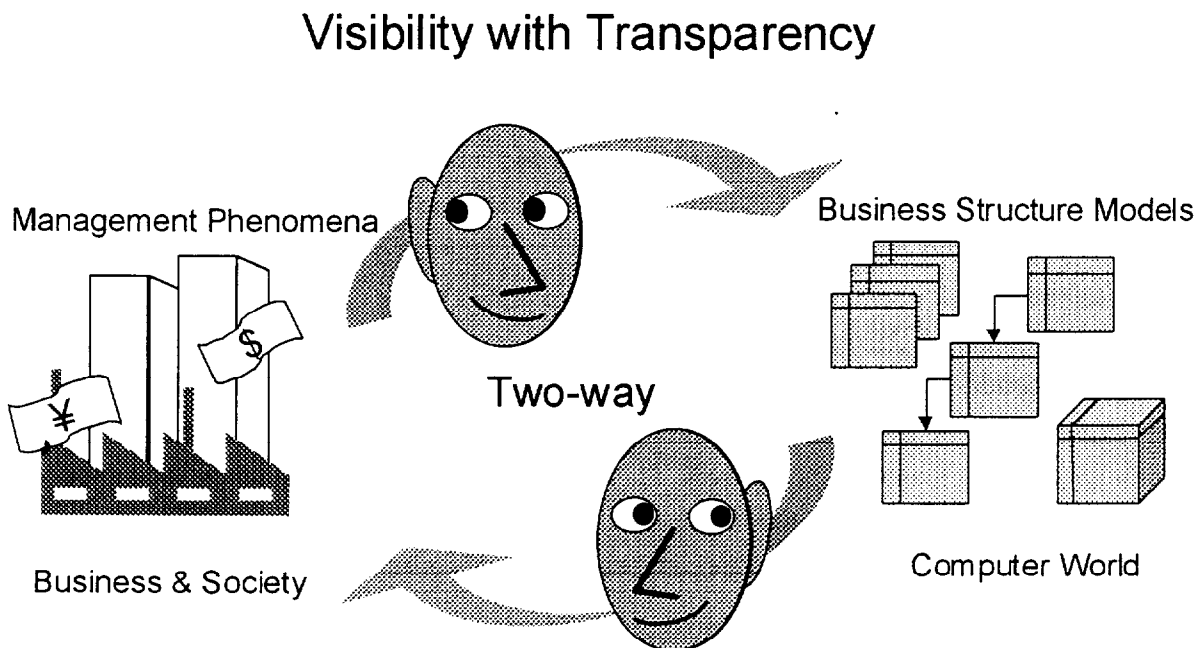 Visibility with Transparency
Management Phenomena
Business Structure Models
$
¥
Two-way
Business & Society
Computer World